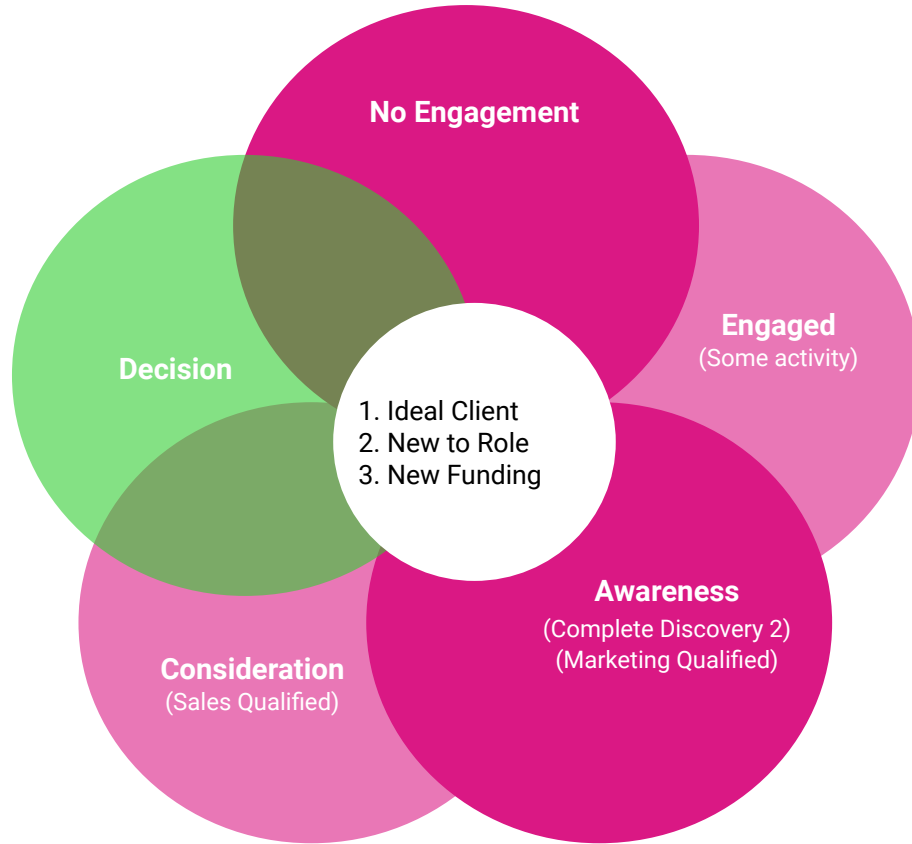 No Engagement
Engaged
(Some activity)
Decision
1. Ideal Client
2. New to Role
3. New Funding
Awareness
(Complete Discovery 2)
(Marketing Qualified)
Consideration
(Sales Qualified)